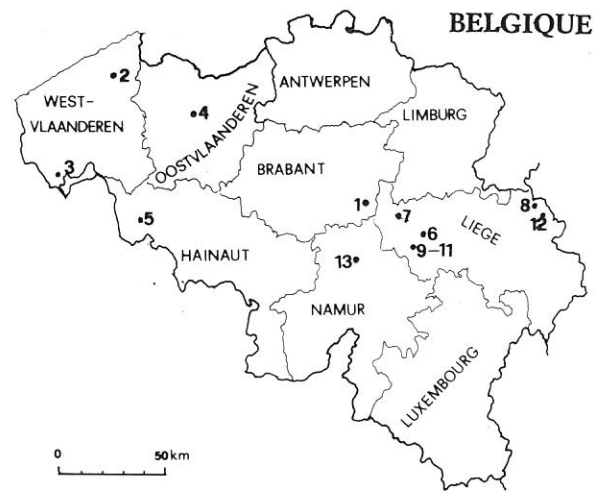 BELGIQUE
ANTWERPEN
2
WEST-
VLAANDEREN
4
OOSTVLAANDEREN
LIMBURG
BRABANT
3
1
7
8
12
5
6
LIEGE
9-11
HAINAUT
13
NAMUR
LUXEMBOURG
0 50 km